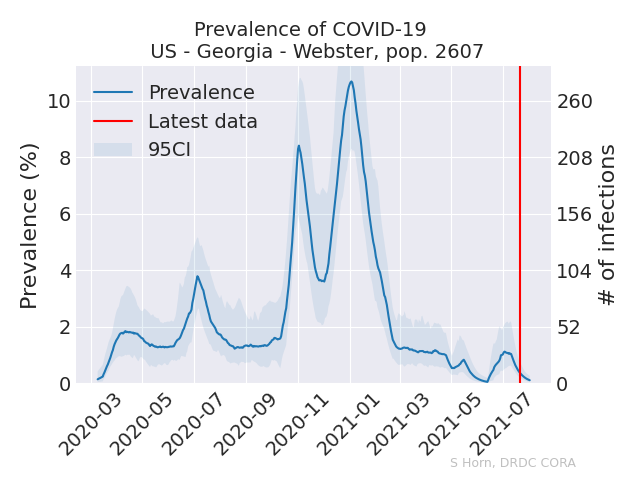 Prevalence of COVID-19
US - Georgia - Webster, pop. 2607
Prevalence
Latest data
95CI
Prevalence (%)
10
8
6
4
2
0
260
208
156
104
52
0
# of infections
2020-03
2020-05
2020-07
2020-09
2020-11
2021-01
2021-03
2021-05
2021-07
S Horn, DRDC CORA